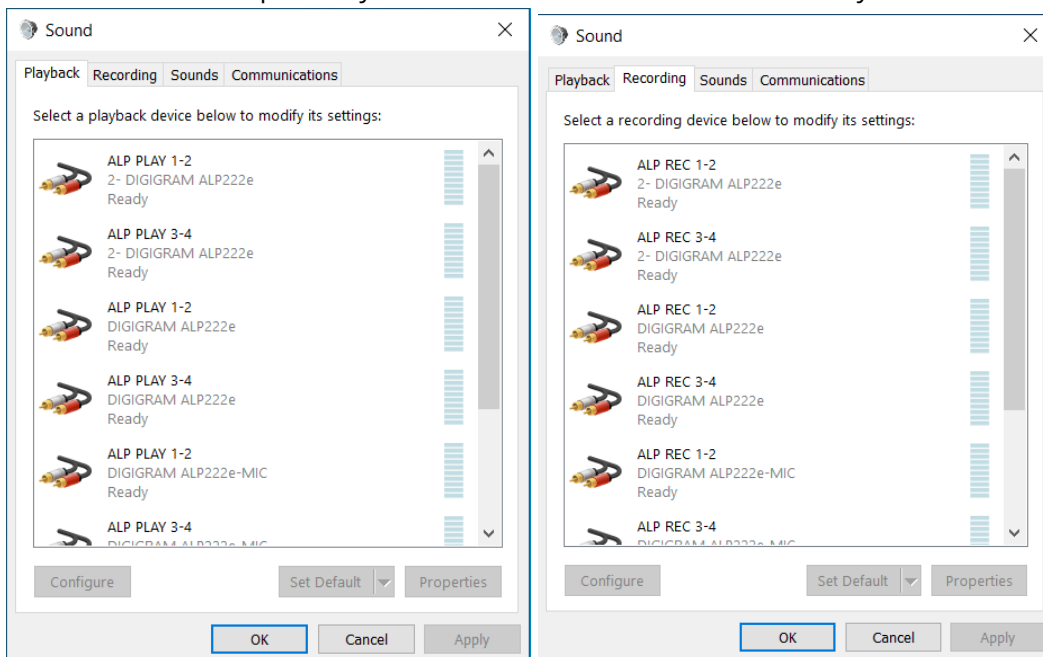 Sound
Playback Recording Sounds Communications
Select a playback device below to modify its settings:
ALP PLAY 1-2
2- DIGIGRAM ALP222e
Ready
ALP PLAY 3-4
2- DIGIGRAM ALP222e
Ready
ALP PLAY 1-2
DIGIGRAM ALP222e
Ready
ALP PLAY 3-4
DIGIGRAM ALP222e
Ready
ALP PLAY 1-2
DIGIGRAM ALP222e-MIC
Ready
ALP PLAY 3-4
DIGIGRAM ALP222e-MIC
Configure Set Default Properties
OK Cancel Apply
Sound
Playback Recording Sounds Communications
Select a recording device below to modify its settings:
ALP REC 1-2
2- DIGIGRAM ALP222e
Ready
ALP REC 3-4
2- DIGIGRAM ALP222e
Ready
ALP REC 1-2
DIGIGRAM ALP222e
Ready
ALP REC 3-4
DIGIGRAM ALP222e
Ready
ALP REC 1-2
DIGIGRAM ALP222e-MIC
Ready
ALP REC 3-4
DIGIGRAM ALP222e-MIC
Configure Set Default Properties
OK Cancel Apply